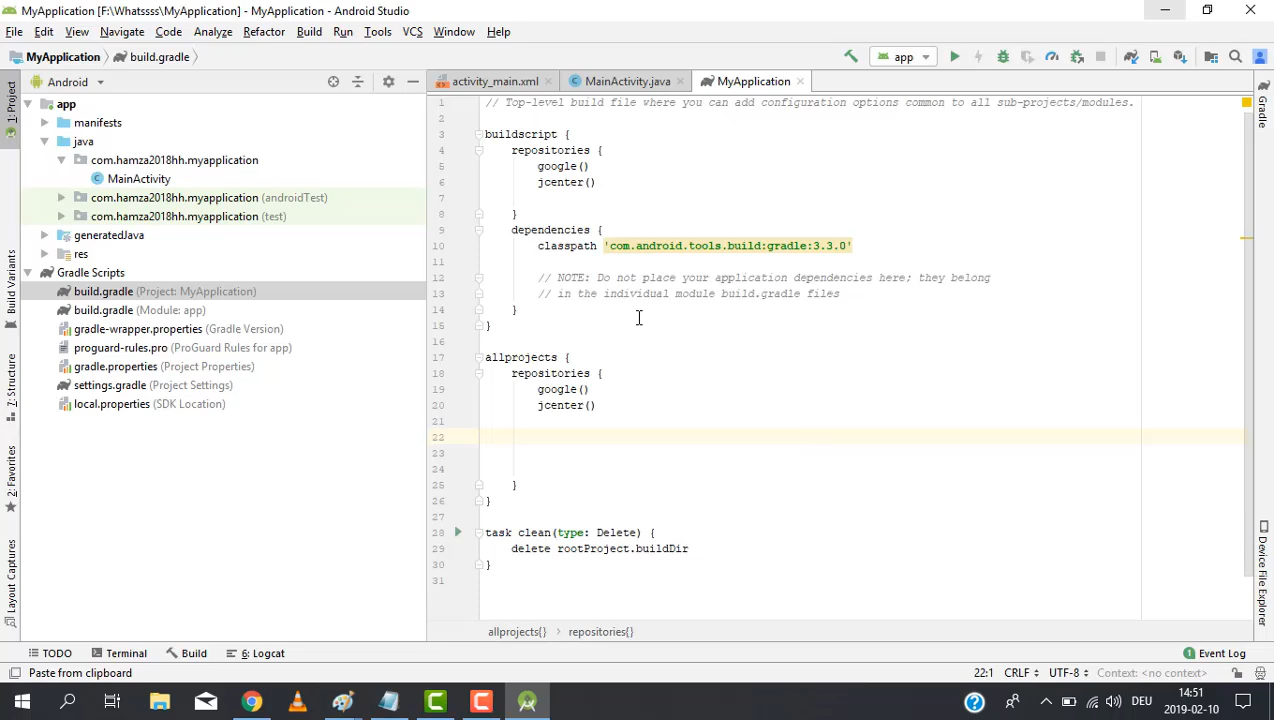 MyApplication [F:\Whatssss\MyApplication] - MyApplication] - Android Studio
File Edit View Navigate Code Analyze Refactor Build Run Tools VCS Window Help
MyApplication build.gradle
app
Android
activity_main.xml MainActivity.java MyApplication
1: Project
Gradle
app
manifests
java
com.hamza2018hh.myapplication
MainActivity
com.hamza2018hh.myapplication (androidTest)
com.hamza2018hh.myapplication (test)
generatedJava
res
Gradle Scripts
build.gradle (Project: MyApplication)
build.gradle (Module: app)
gradle-wrapper.properties (Gradle Version)
proguard-rules.pro (ProGuard Rules for app)
gradle.properties (Project Properties)
settings.gradle (Project Settings)
local.properties (SDK Location)
Build Variants
7: Structure
2: Favorites
Layout Captures
1 // Top-level build file where you can add configuration options common to all sub-projects/modules.
2
3 buildscript {
4 repositories {
5 google()
6 jcenter()
7
8 }
9 dependencies {
10 classpath 'com.android.tools.build:gradle:3.3.0'
11
12 // NOTE: Do not place your application dependencies here; they belong
13 // in the individual module build.gradle files
14 }
15 }
16
17 allprojects {
18 repositories {
19 google()
20 jcenter()
21
22
23
24
25 }
26 }
27
28 task clean(type: Delete) {
29 delete rootProject.buildDir
30 }
31
Device File Explorer
allprojects{} repositories{}
TODO Terminal Build 6: Logcat
1 Event Log
Paste from clipboard
22:1 CRLF UTF-8 Context: <no context>
DEU
14:51
2019-02-10